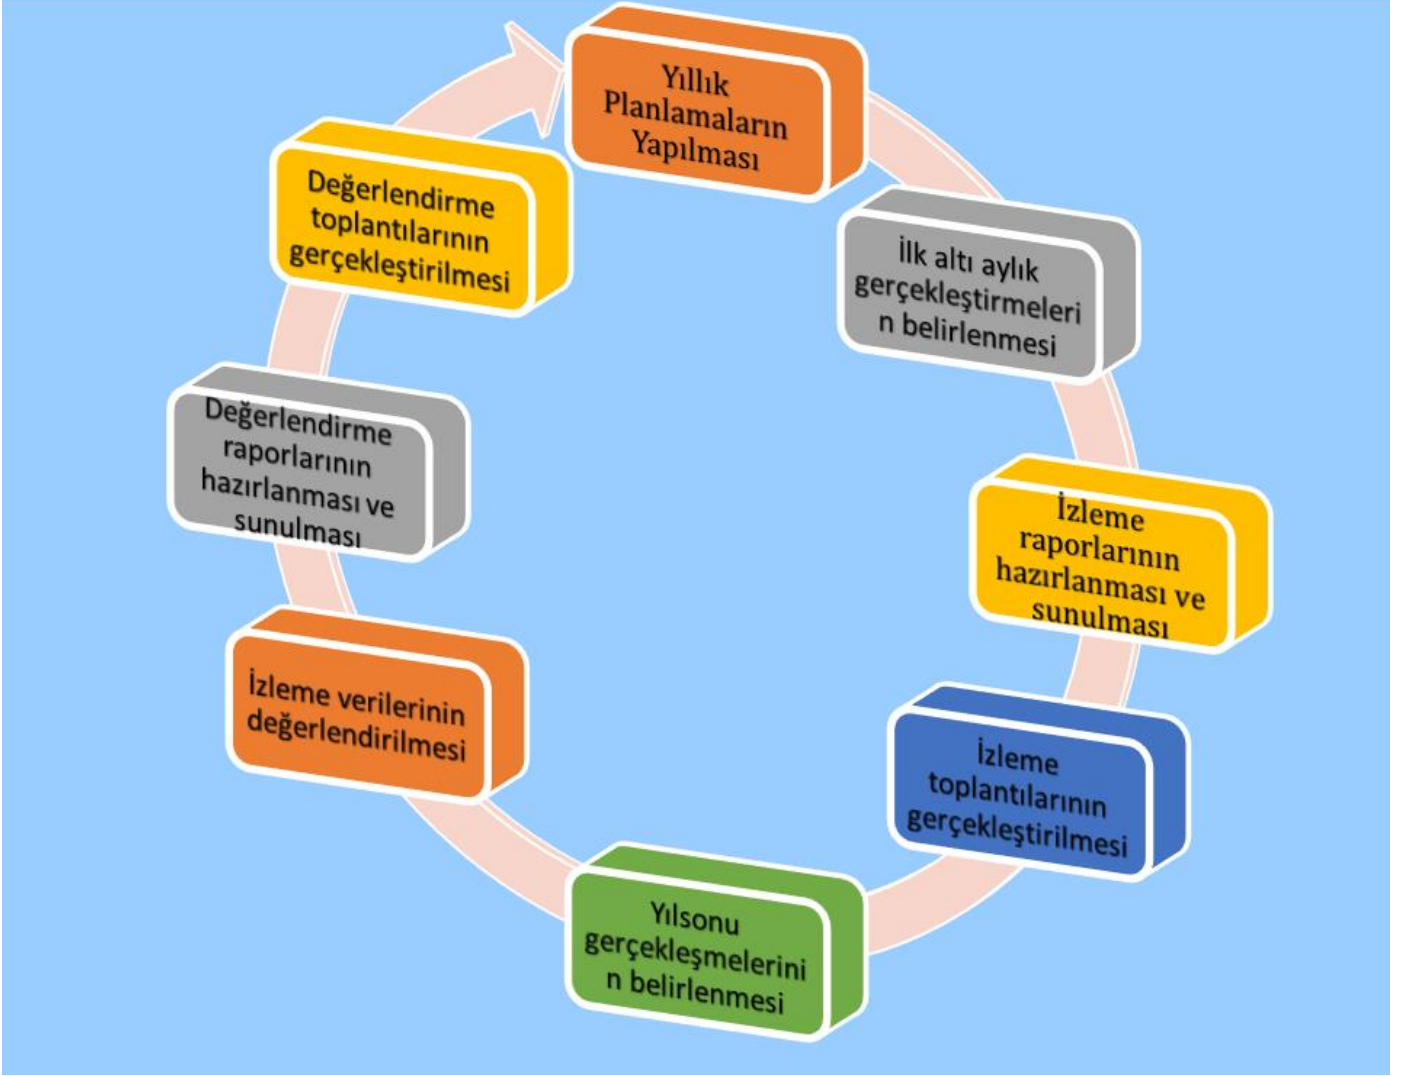 Yıllık
Planlamaların
Yapılması
İlk altı aylık
gerçekleştirmeleri
n belirlenmesi
İzleme
raporlarının
hazırlanması ve
sunulması
İzleme
toplantılarının
gerçekleştirilmesi
Yılsonu
gerçekleşmelerini
n belirlenmesi
İzleme verilerinin
değerlendirilmesi
Değerlendirme
raporlarının
hazırlanması ve
sunulması
Değerlendirme
toplantılarının
gerçekleştirilmesi